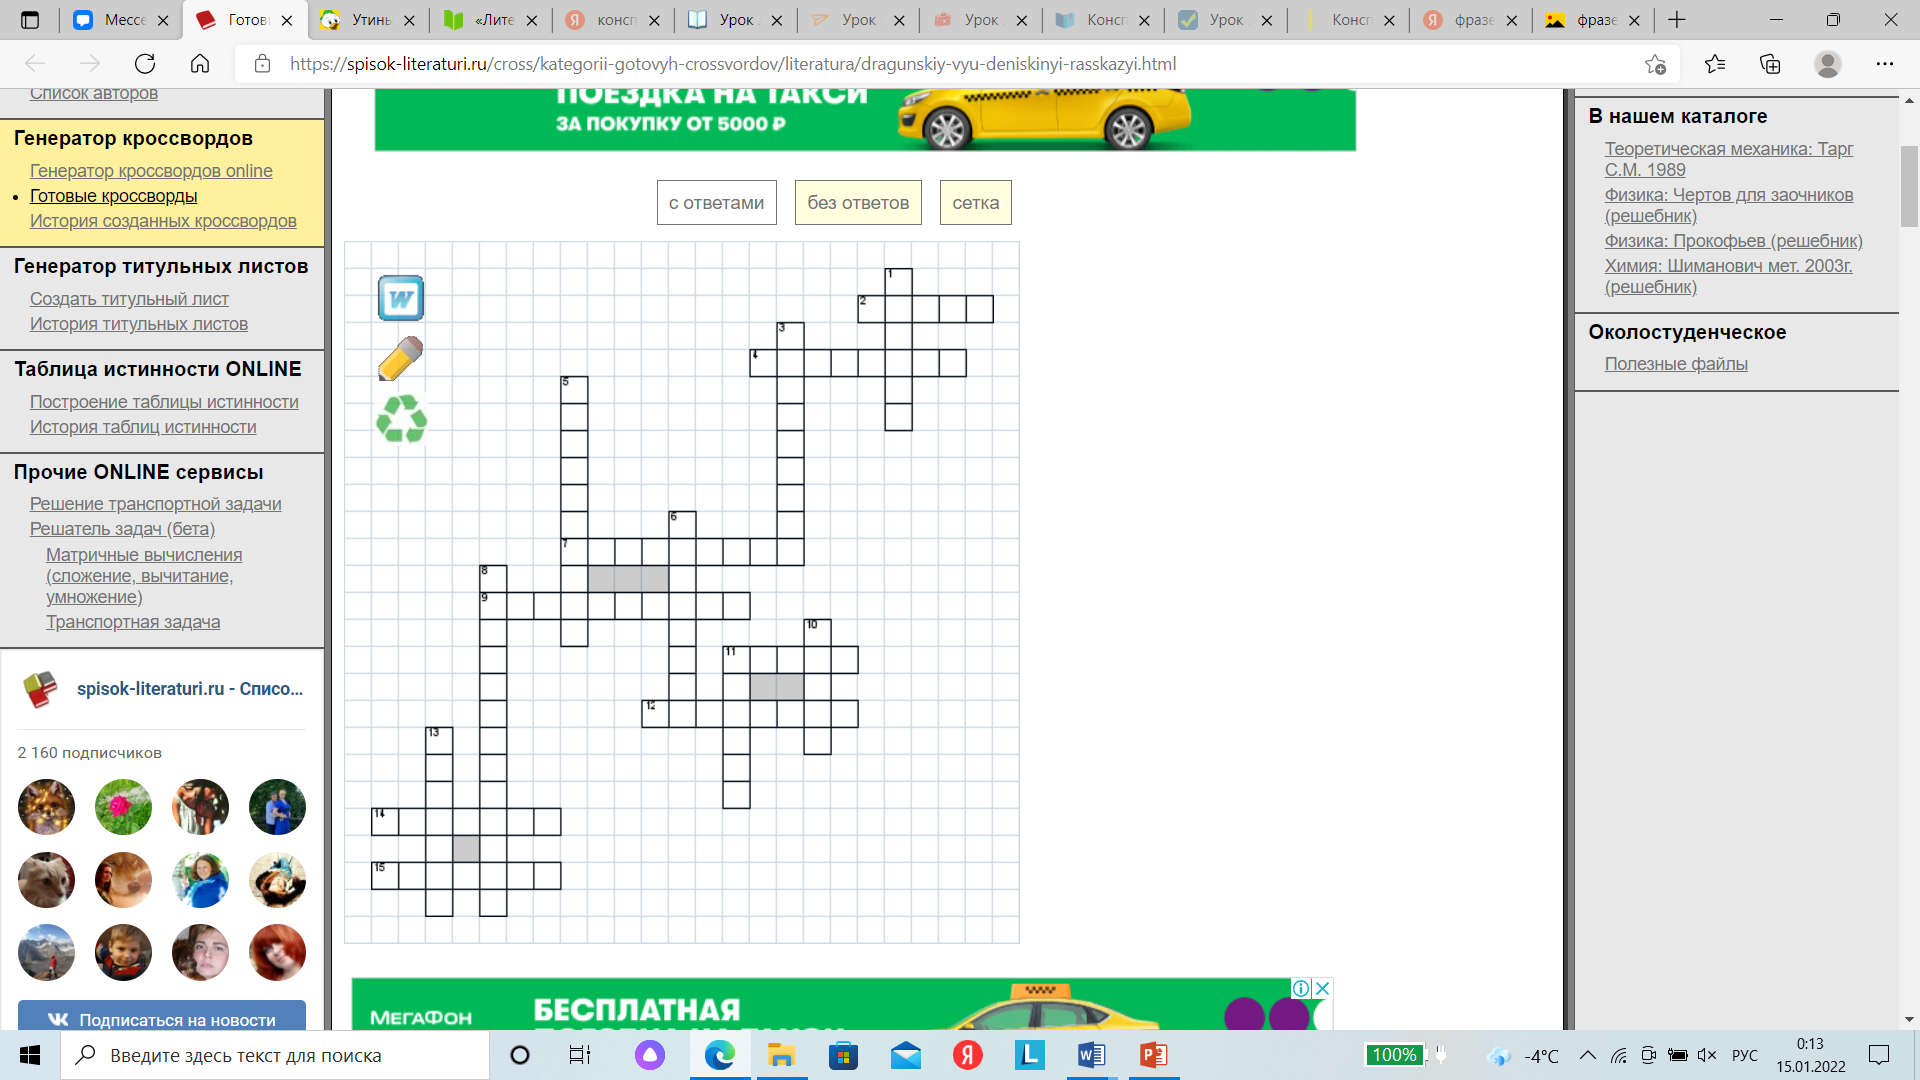 Мессе
Готов
Утинь
«Лите
консп
Урок
Урок
Урок
Консп
Урок
Консп
фразе
фразе
https://spisok-literaturi.ru/cross/kategorii-gotovyh-crossvordov/literatura/dragunskiy-vyu-deniskinyi-rasskazyi.html
Список авторов
Генератор кроссвордов
Генератор кроссвордов online
Готовые кроссворды
История созданных кроссвордов
Генератор титульных листов
Создать титульный лист
История титульных листов
Таблица истинности ONLINE
Построение таблицы истинности
История таблиц истинности
Прочие ONLINE сервисы
Решение транспортной задачи
Решатель задач (бета)
Матричные вычисления
(сложение, вычитание,
умножение)
Транспортная задача
spisok-literaturi.ru - Списо...
2 160 подписчиков
Подписаться на новости
ПОЕЗДКА НА ТАКСИ
ЗА ПОКУПКУ ОТ 5000 ₽
с ответами
без ответов
сетка
W
1
2
3
4
5
6
7
8
9
10
11
12
13
14
15
МЕГАФОН
БЕСПЛАТНАЯ
ПОЕЗДКА НА ТАКСИ
В нашем каталоге
Теоретическая механика: Тарг
С.М. 1989
Физика: Чертов для заочников
(решебник)
Физика: Прокофьев (решебник)
Химия: Шиманович мет. 2003г.
(решебник)
Околостуденческое
Полезные файлы
Введите здесь текст для поиска
Я
L
100%
-4°C
РУС
0:13
15.01.2022